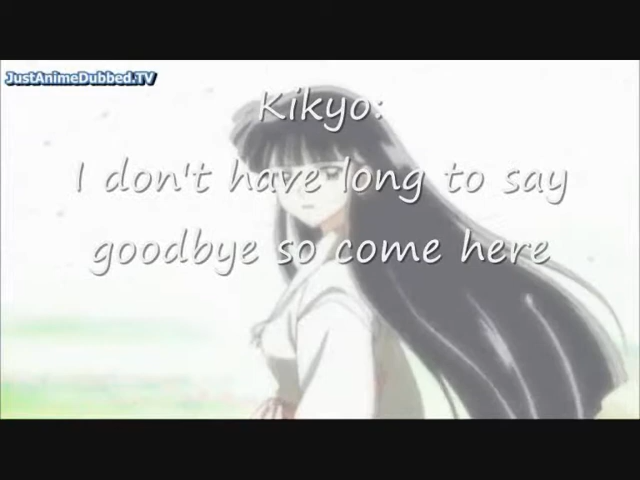 JustAnimeDubbed.TV
Kikyo:
I don't have long to say
goodbye so come here